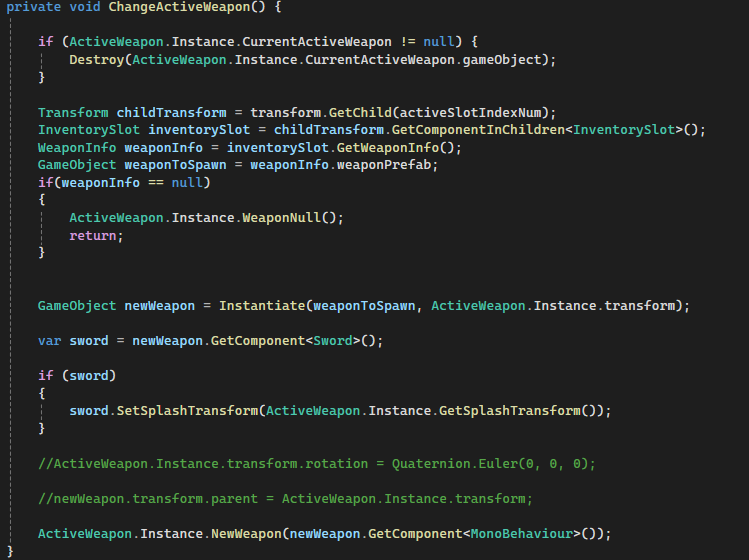 private void ChangeActiveWeapon() {
if (ActiveWeapon.Instance.CurrentActiveWeapon != null) {
Destroy(ActiveWeapon.Instance.CurrentActiveWeapon.gameObject);
}
Transform childTransform = transform.GetChild(activeSlotIndexNum);
InventorySlot inventorySlot = childTransform.GetComponentInChildren<InventorySlot>();
WeaponInfo weaponInfo = inventorySlot.GetWeaponInfo();
GameObject weaponToSpawn = weaponInfo.weaponPrefab;
if(weaponInfo == null)
{
ActiveWeapon.Instance.WeaponNull();
return;
}
GameObject newWeapon = Instantiate(weaponToSpawn, ActiveWeapon.Instance.transform);
var sword = newWeapon.GetComponent<Sword>();
if (sword)
{
sword.SetSplashTransform(ActiveWeapon.Instance.GetSplashTransform());
}
//ActiveWeapon.Instance.transform.rotation = Quaternion.Euler(0, 0, 0);
//newWeapon.transform.parent = ActiveWeapon.Instance.transform;
ActiveWeapon.Instance.NewWeapon(newWeapon.GetComponent<MonoBehaviour>());
}